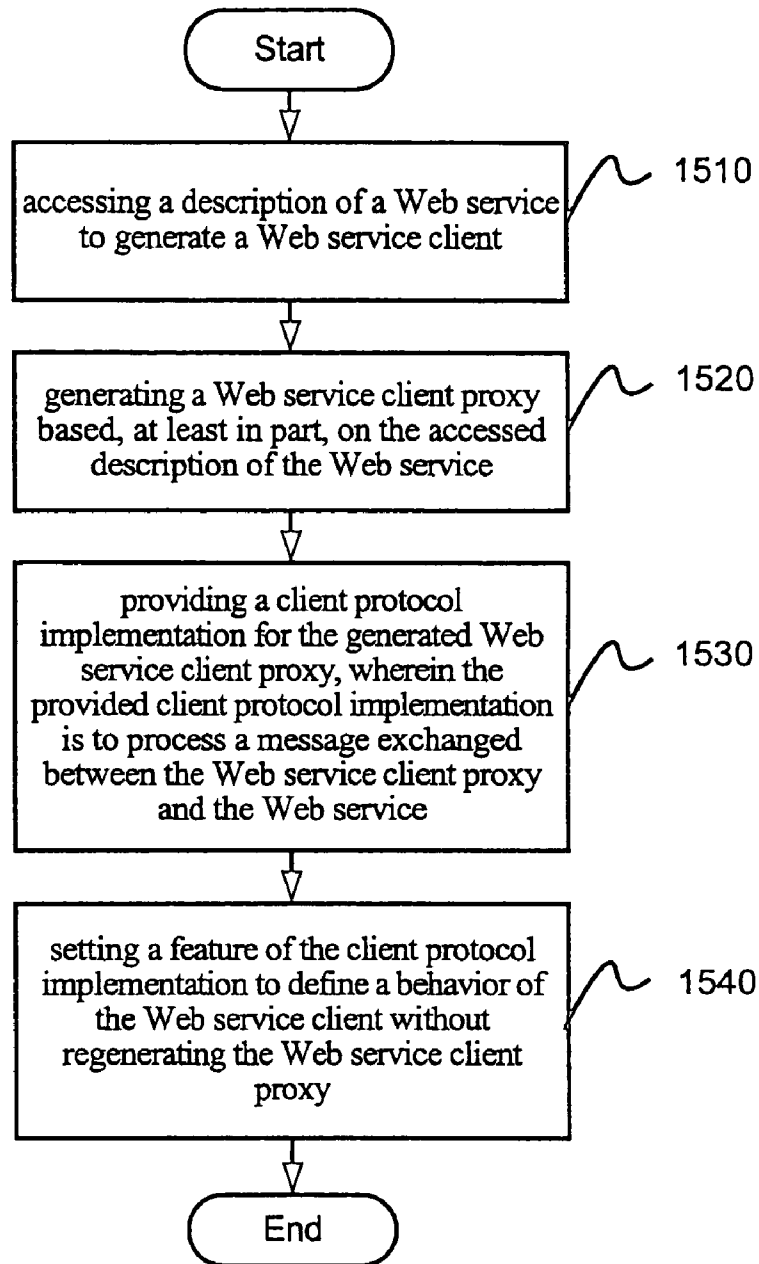 Start
accessing a description of a Web service
to generate a Web service client
1510
generating a Web service client proxy
based, at least in part, on the accessed
description of the Web service
1520
providing a client protocol
implementation for the generated Web
service client proxy, wherein the
provided client protocol implementation
is to process a message exchanged
between the Web service client proxy
and the Web service
1530
setting a feature of the client protocol
implementation to define a behavior of
the Web service client without
regenerating the Web service client
proxy
1540
End